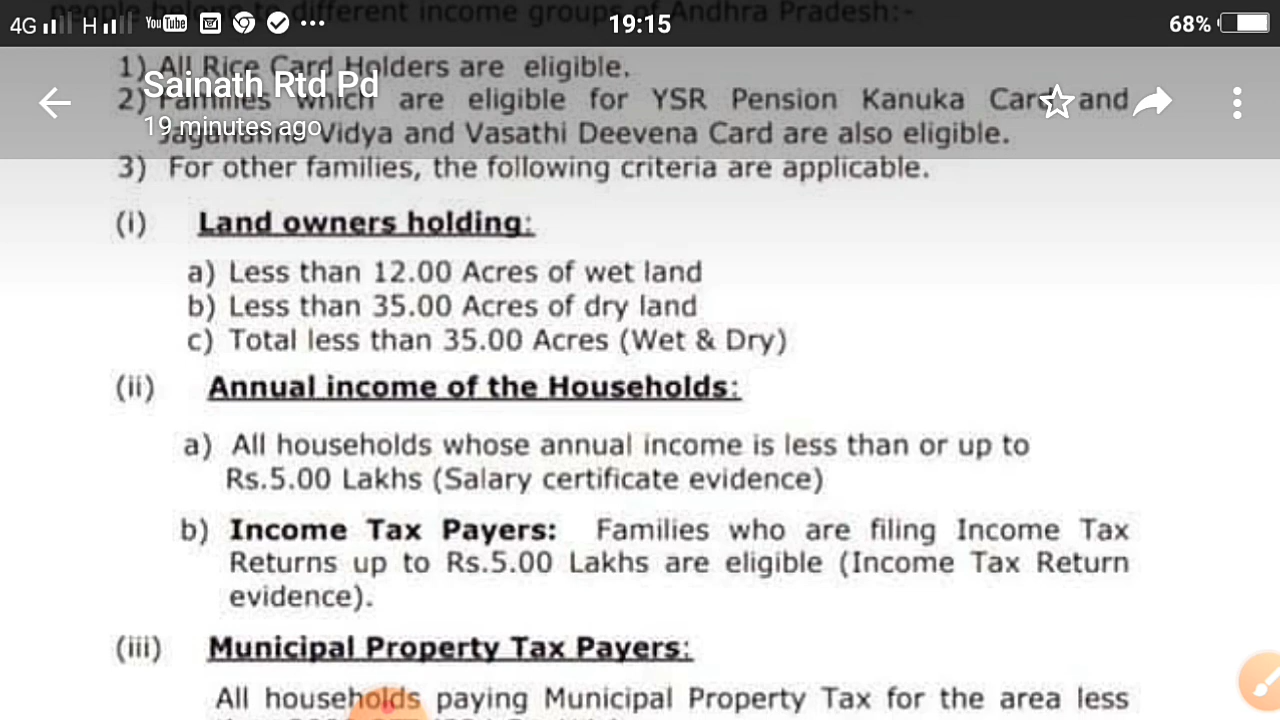 people belong to different income groups of Andhra Pradesh:-
4G H YouTube 19:15 68%
1) All Rice Card Holders are eligible.
Sainath Rtd Pd
2) Families which are eligible for YSR Pension Kanuka Card and
19 minutes ago
Jagananna Vidya and Vasathi Deevena Card are also eligible.
3) For other families, the following criteria are applicable.
(i) Land owners holding:
a) Less than 12.00 Acres of wet land
b) Less than 35.00 Acres of dry land
c) Total less than 35.00 Acres (Wet & Dry)
(ii) Annual income of the Households:
a) All households whose annual income is less than or up to
Rs.5.00 Lakhs (Salary certificate evidence)
b) Income Tax Payers: Families who are filing Income Tax
Returns up to Rs.5.00 Lakhs are eligible (Income Tax Return
evidence).
(iii) Municipal Property Tax Payers:
All households paying Municipal Property Tax for the area less